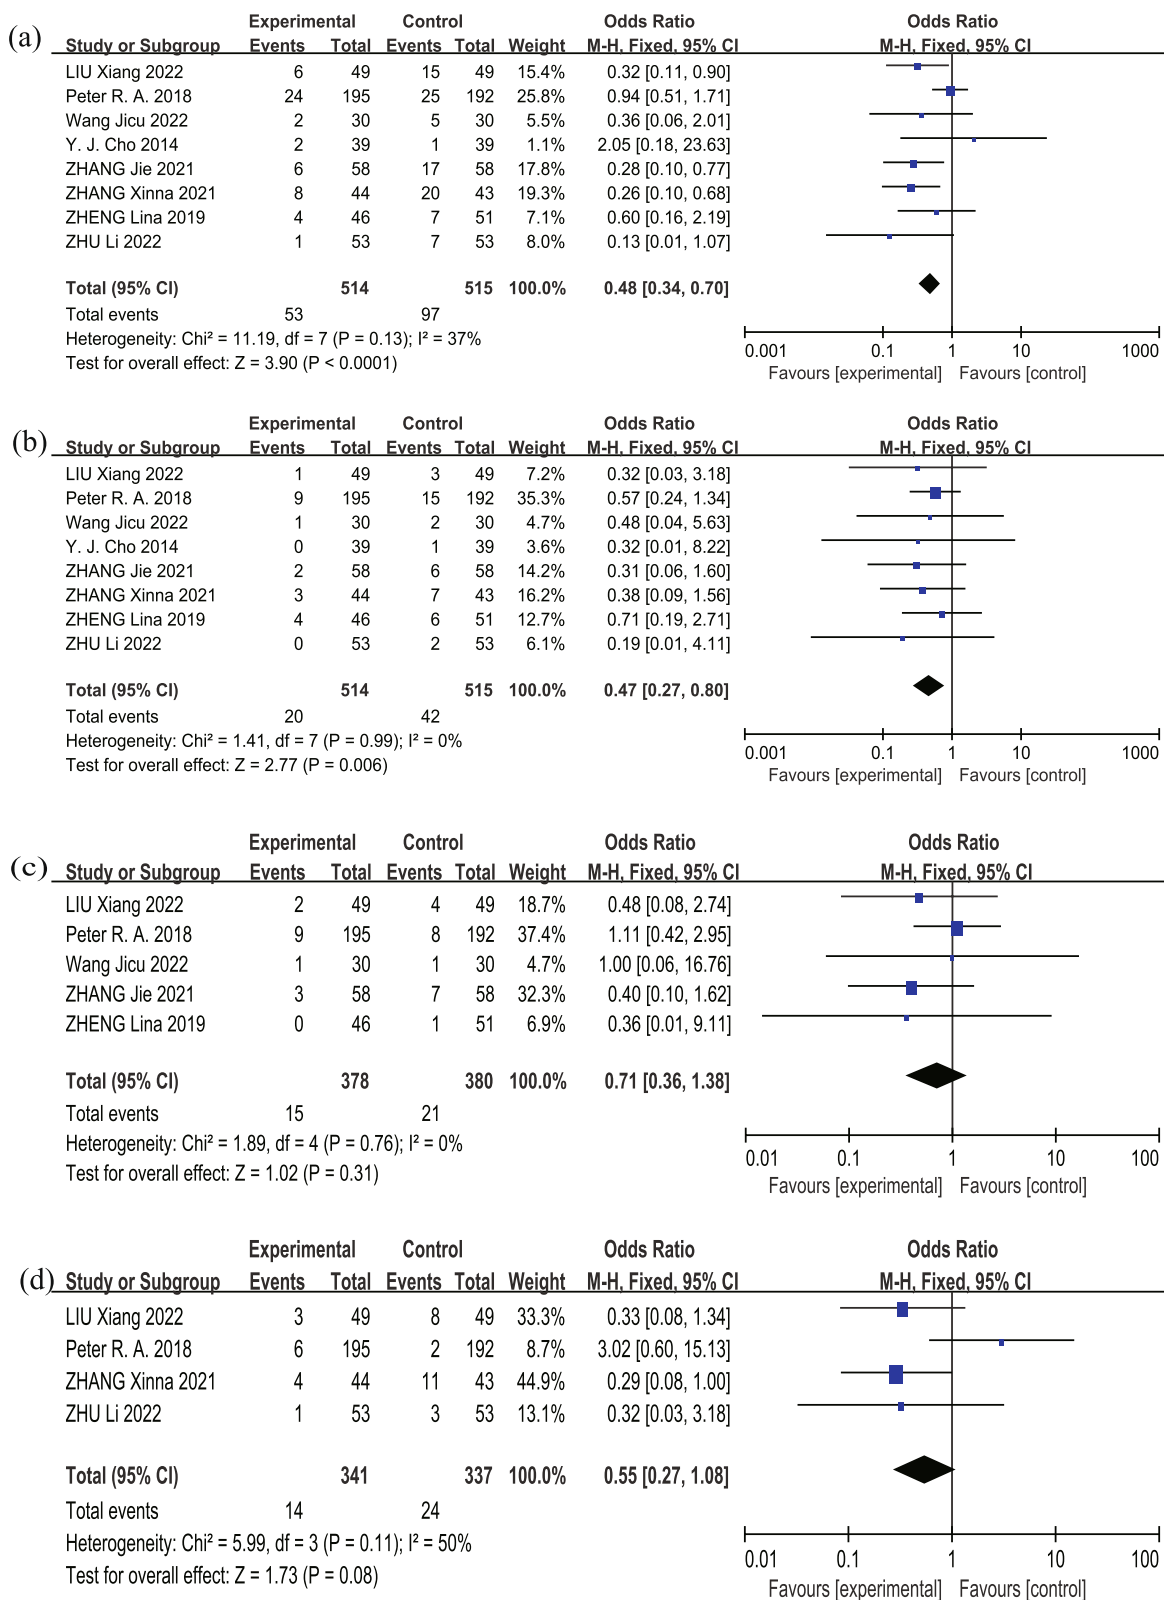 (a)
Experimental Control Odds Ratio Odds Ratio
Study or Subgroup Events Total Events Total Weight M-H, Fixed, 95% CI M-H, Fixed, 95% CI
LIU Xiang 2022 6 49 15 49 15.4% 0.32 [0.11, 0.90]
Peter R. A. 2018 24 195 25 192 25.8% 0.94 [0.51, 1.71]
Wang Jicu 2022 2 30 5 30 5.5% 0.36 [0.06, 2.01]
Y. J. Cho 2014 2 39 1 39 1.1% 2.05 [0.18, 23.63]
ZHANG Jie 2021 6 58 17 58 17.8% 0.28 [0.10, 0.77]
ZHANG Xinna 2021 8 44 20 43 19.3% 0.26 [0.10, 0.68]
ZHENG Lina 2019 4 46 7 51 7.1% 0.60 [0.16, 2.19]
ZHU Li 2022 1 53 7 53 8.0% 0.13 [0.01, 1.07]
Total (95% CI) 514 515 100.0% 0.48 [0.34, 0.70]
Total events 53 97
Heterogeneity: Chi² = 11.19, df = 7 (P = 0.13); I² = 37%
Test for overall effect: Z = 3.90 (P < 0.0001)
0.001 0.1 1 10 1000
Favours [experimental] Favours [control]
(b)
Experimental Control Odds Ratio Odds Ratio
Study or Subgroup Events Total Events Total Weight M-H, Fixed, 95% CI M-H, Fixed, 95% CI
LIU Xiang 2022 1 49 3 49 7.2% 0.32 [0.03, 3.18]
Peter R. A. 2018 9 195 15 192 35.3% 0.57 [0.24, 1.34]
Wang Jicu 2022 1 30 2 30 4.7% 0.48 [0.04, 5.63]
Y. J. Cho 2014 0 39 1 39 3.6% 0.32 [0.01, 8.22]
ZHANG Jie 2021 2 58 6 58 14.2% 0.31 [0.06, 1.60]
ZHANG Xinna 2021 3 44 7 43 16.2% 0.38 [0.09, 1.56]
ZHENG Lina 2019 4 46 6 51 12.7% 0.71 [0.19, 2.71]
ZHU Li 2022 0 53 2 53 6.1% 0.19 [0.01, 4.11]
Total (95% CI) 514 515 100.0% 0.47 [0.27, 0.80]
Total events 20 42
Heterogeneity: Chi² = 1.41, df = 7 (P = 0.99); I² = 0%
Test for overall effect: Z = 2.77 (P = 0.006)
0.001 0.1 1 10 1000
Favours [experimental] Favours [control]
(c)
Experimental Control Odds Ratio Odds Ratio
Study or Subgroup Events Total Events Total Weight M-H, Fixed, 95% CI M-H, Fixed, 95% CI
LIU Xiang 2022 2 49 4 49 18.7% 0.48 [0.08, 2.74]
Peter R. A. 2018 9 195 8 192 37.4% 1.11 [0.42, 2.95]
Wang Jicu 2022 1 30 1 30 4.7% 1.00 [0.06, 16.76]
ZHANG Jie 2021 3 58 7 58 32.3% 0.40 [0.10, 1.62]
ZHENG Lina 2019 0 46 1 51 6.9% 0.36 [0.01, 9.11]
Total (95% CI) 378 380 100.0% 0.71 [0.36, 1.38]
Total events 15 21
Heterogeneity: Chi² = 1.89, df = 4 (P = 0.76); I² = 0%
Test for overall effect: Z = 1.02 (P = 0.31)
0.01 0.1 1 10 100
Favours [experimental] Favours [control]
(d)
Experimental Control Odds Ratio Odds Ratio
Study or Subgroup Events Total Events Total Weight M-H, Fixed, 95% CI M-H, Fixed, 95% CI
LIU Xiang 2022 3 49 8 49 33.3% 0.33 [0.08, 1.34]
Peter R. A. 2018 6 195 2 192 8.7% 3.02 [0.60, 15.13]
ZHANG Xinna 2021 4 44 11 43 44.9% 0.29 [0.08, 1.00]
ZHU Li 2022 1 53 3 53 13.1% 0.32 [0.03, 3.18]
Total (95% CI) 341 337 100.0% 0.55 [0.27, 1.08]
Total events 14 24
Heterogeneity: Chi² = 5.99, df = 3 (P = 0.11); I² = 50%
Test for overall effect: Z = 1.73 (P = 0.08)
0.01 0.1 1 10 100
Favours [experimental] Favours [control]